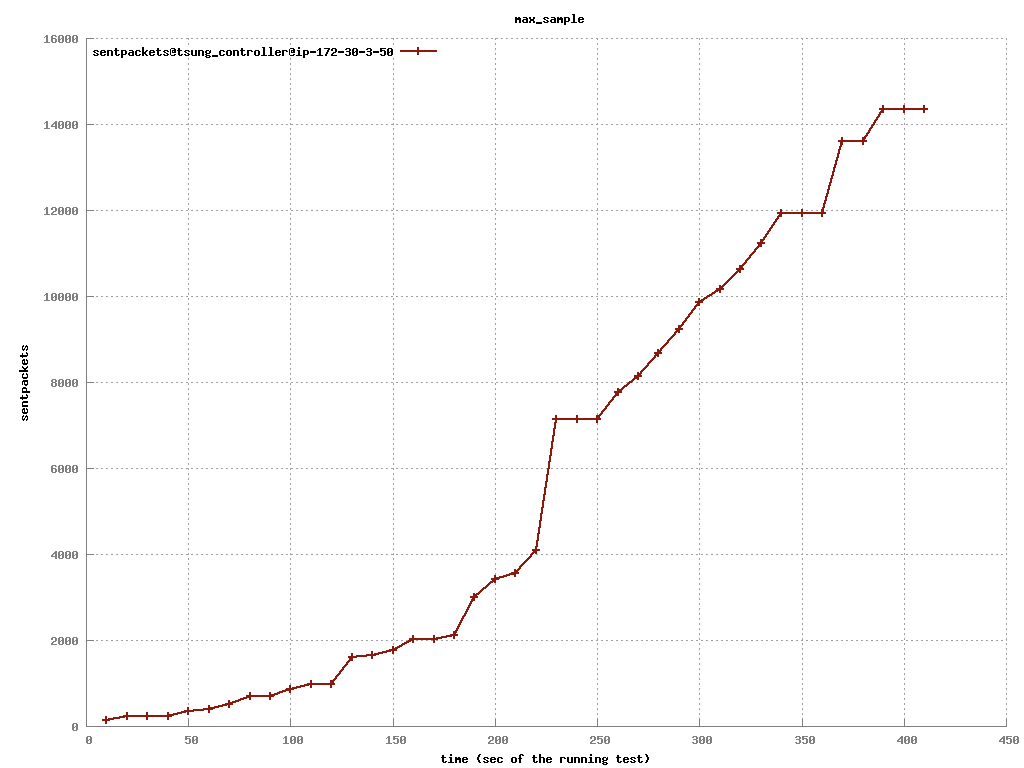 max_sample
sentpackets@tsung_controller@ip-172-30-3-50
16000
14000
12000
10000
8000
6000
4000
2000
0
sentpackets
0 50 100 150 200 250 300 350 400 450
time (sec of the running test)